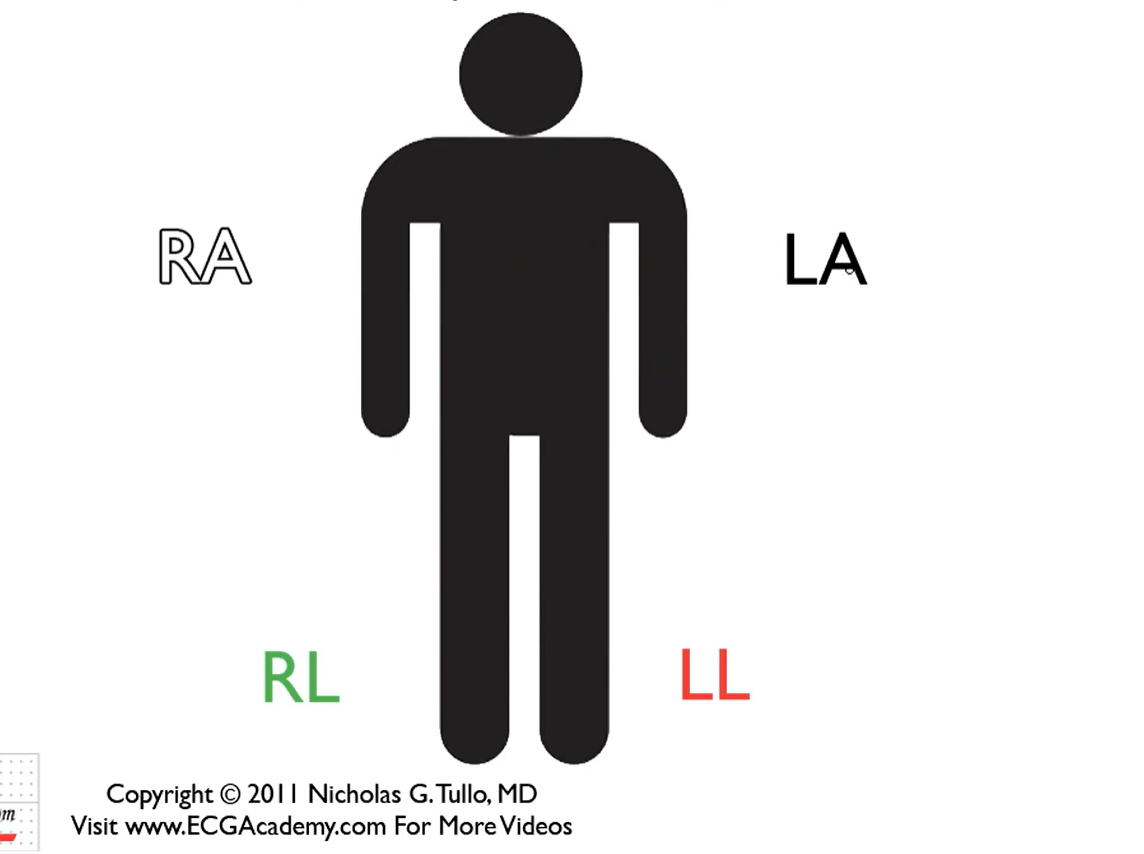 RA
LA
RL
LL
Copyright © 2011 Nicholas G. Tullo, MD
Visit www.ECGAcademy.com For More Videos